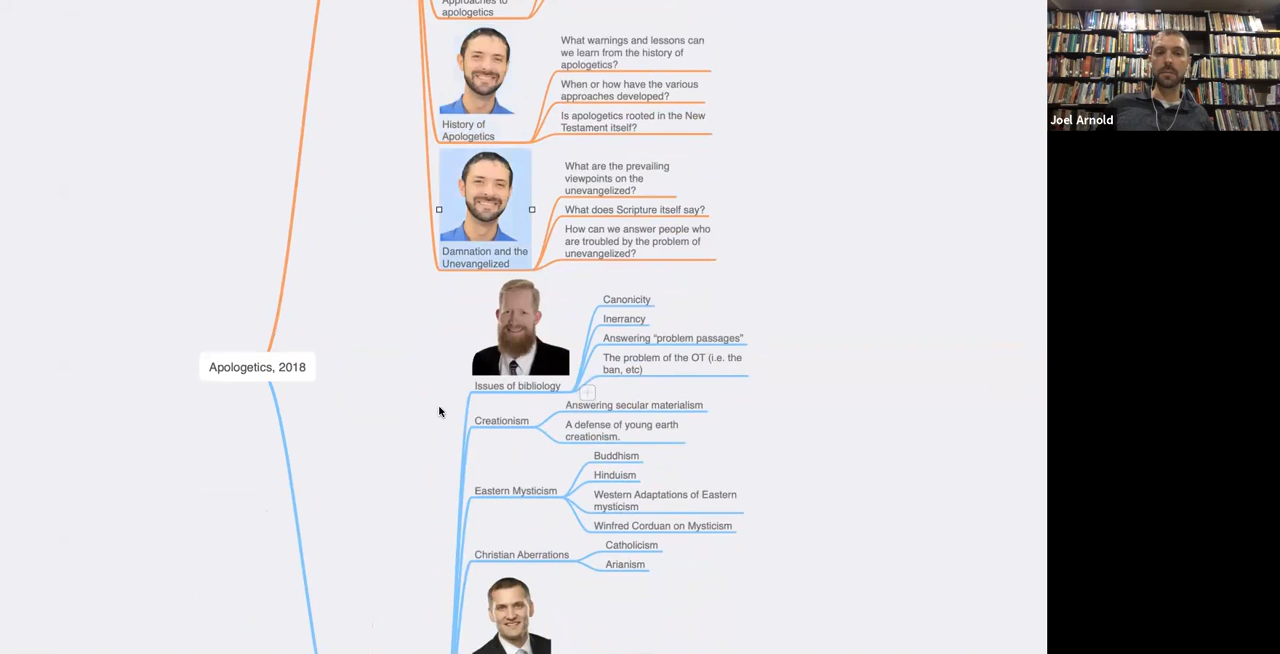 Approaches to
apologetics
What warnings and lessons can
we learn from the history of
apologetics?
When or how have the various
approaches developed?
Is apologetics rooted in the New
Testament itself?
History of
Apologetics
What are the prevailing
viewpoints on the
unevangelized?
What does Scripture itself say?
How can we answer people who
are troubled by the problem of
unevangelized?
Damnation and the
Unevangelized
Apologetics, 2018
Canonicity
Inerrancy
Answering “problem passages”
The problem of the OT (i.e. the
ban, etc)
Issues of bibliology
Answering secular materialism
A defense of young earth
creationism.
Creationism
Buddhism
Hinduism
Western Adaptations of Eastern
mysticism
Winfred Corduan on Mysticism
Eastern Mysticism
Catholicism
Arianism
Christian Aberrations
Joel Arnold